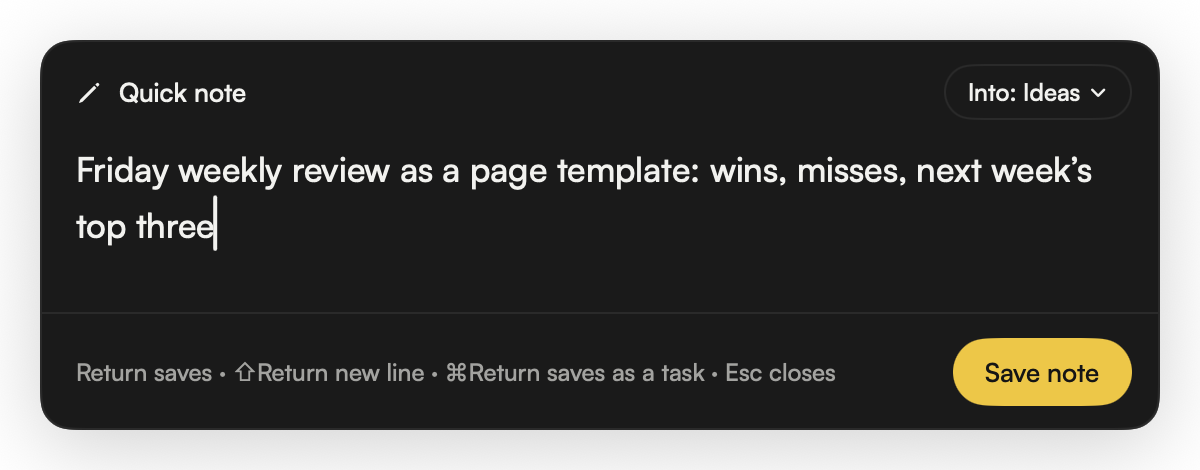 Quick note
Into: Ideas
Friday weekly review as a page template: wins, misses, next week’s
top three
Return saves · ⇧Return new line · ⌘Return saves as a task · Esc closes
Save note